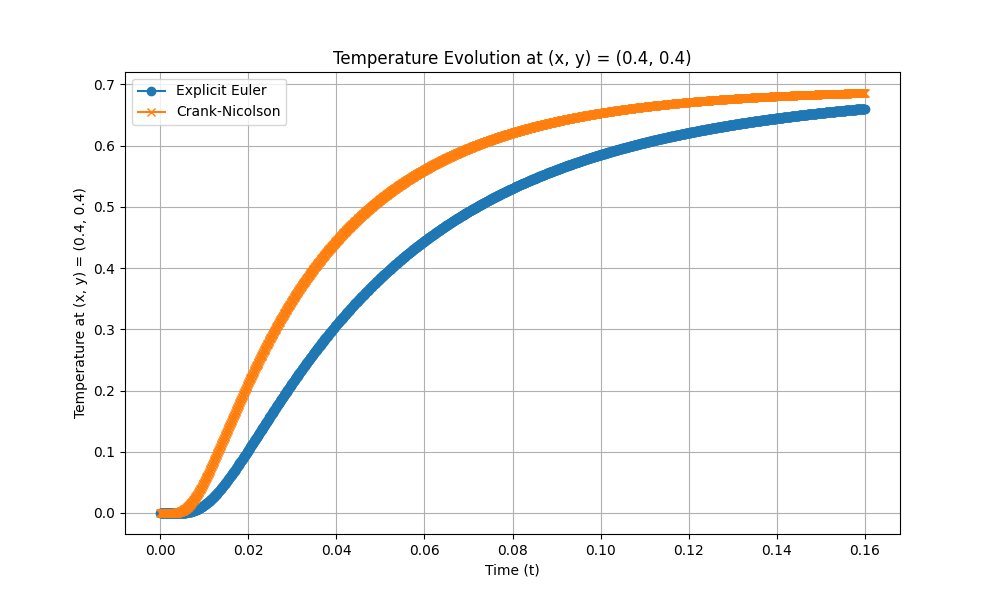 Temperature Evolution at (x, y) = (0.4, 0.4)
Explicit Euler
Crank-Nicolson
Temperature at (x, y) = (0.4, 0.4)
0.7
0.6
0.5
0.4
0.3
0.2
0.1
0.0
0.00 0.02 0.04 0.06 0.08 0.10 0.12 0.14 0.16
Time (t)